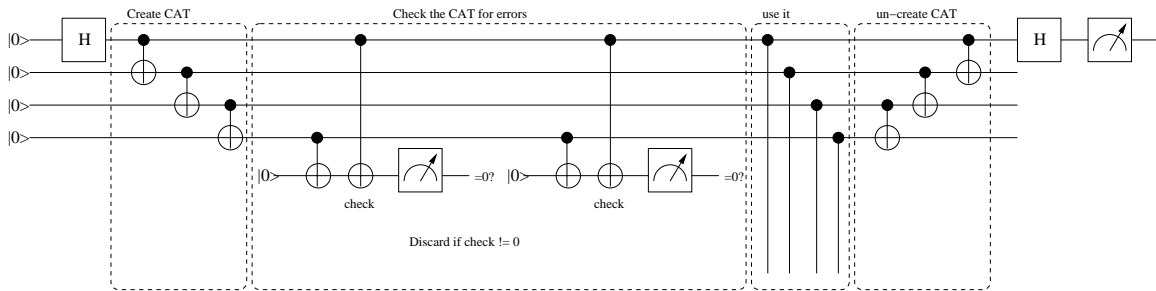 Create CAT
Check the CAT for errors
use it
un−create CAT
|0>
H
H
|0>
|0>
|0>
|0>
=0?
|0>
=0?
check
check
Discard if check != 0